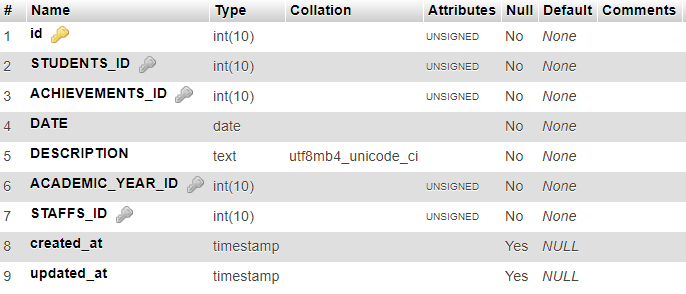 # Name Type Collation Attributes Null Default Comments
1 id int(10) UNSIGNED No None
2 STUDENTS_ID int(10) UNSIGNED No None
3 ACHIEVEMENTS_ID int(10) UNSIGNED No None
4 DATE date No None
5 DESCRIPTION text utf8mb4_unicode_ci No None
6 ACADEMIC_YEAR_ID int(10) UNSIGNED No None
7 STAFFS_ID int(10) UNSIGNED No None
8 created_at timestamp Yes NULL
9 updated_at timestamp Yes NULL